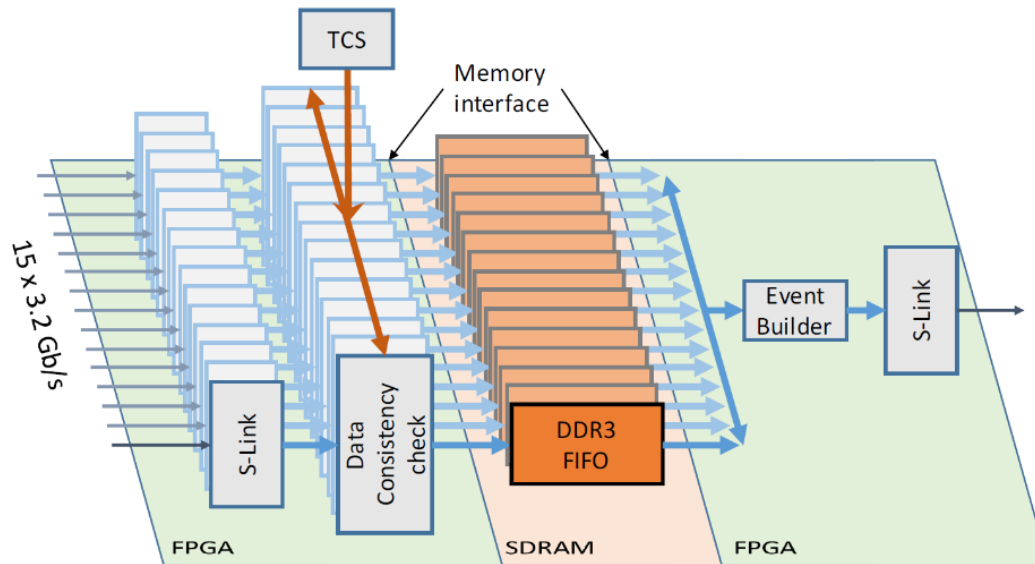 TCS
Memory
interface
15 x 3.2 Gb/s
S-Link
Data
Consistency
check
DDR3
FIFO
Event
Builder
S-Link
FPGA
SDRAM
FPGA